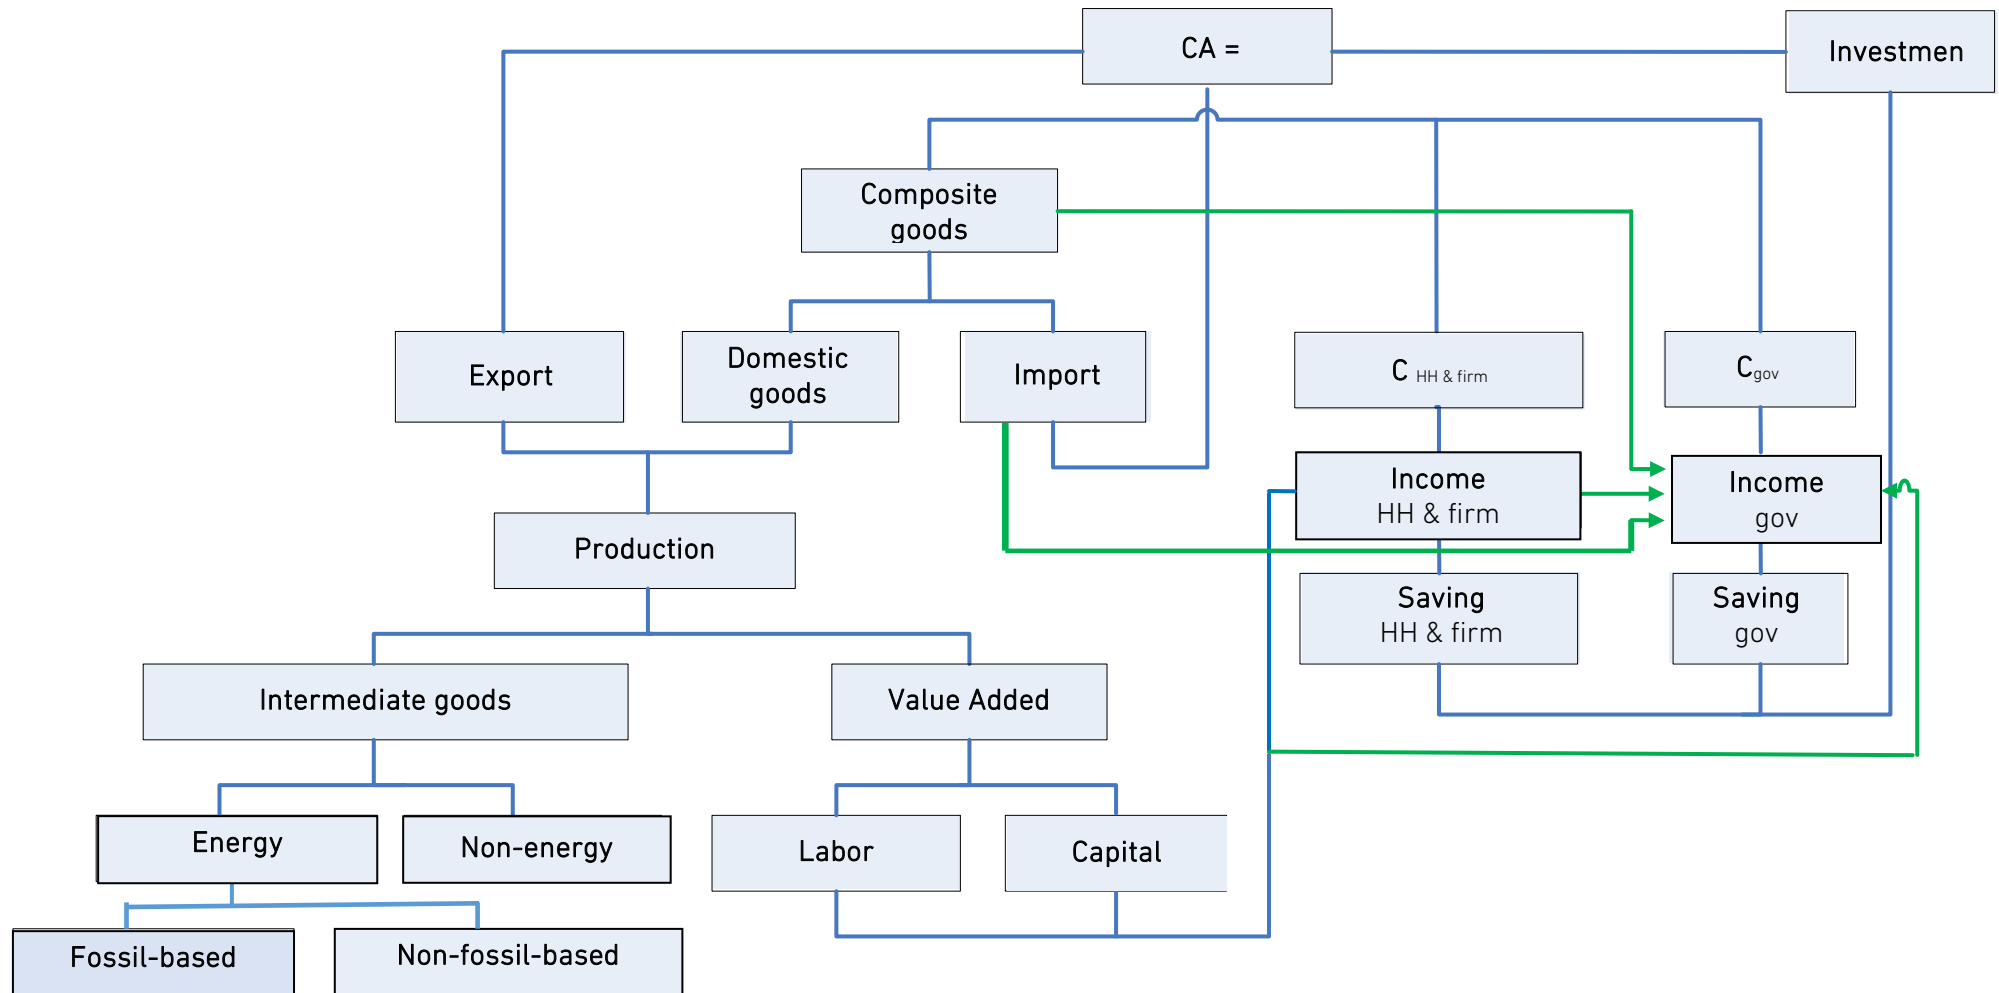 CA =
Investmen
Composite
goods
Export
Domestic
goods
Import
C HH & firm
Cgov
Income
HH & firm
Income
gov
Production
Saving
HH & firm
Saving
gov
Intermediate goods
Value Added
Energy
Non-energy
Labor
Capital
Fossil-based
Non-fossil-based